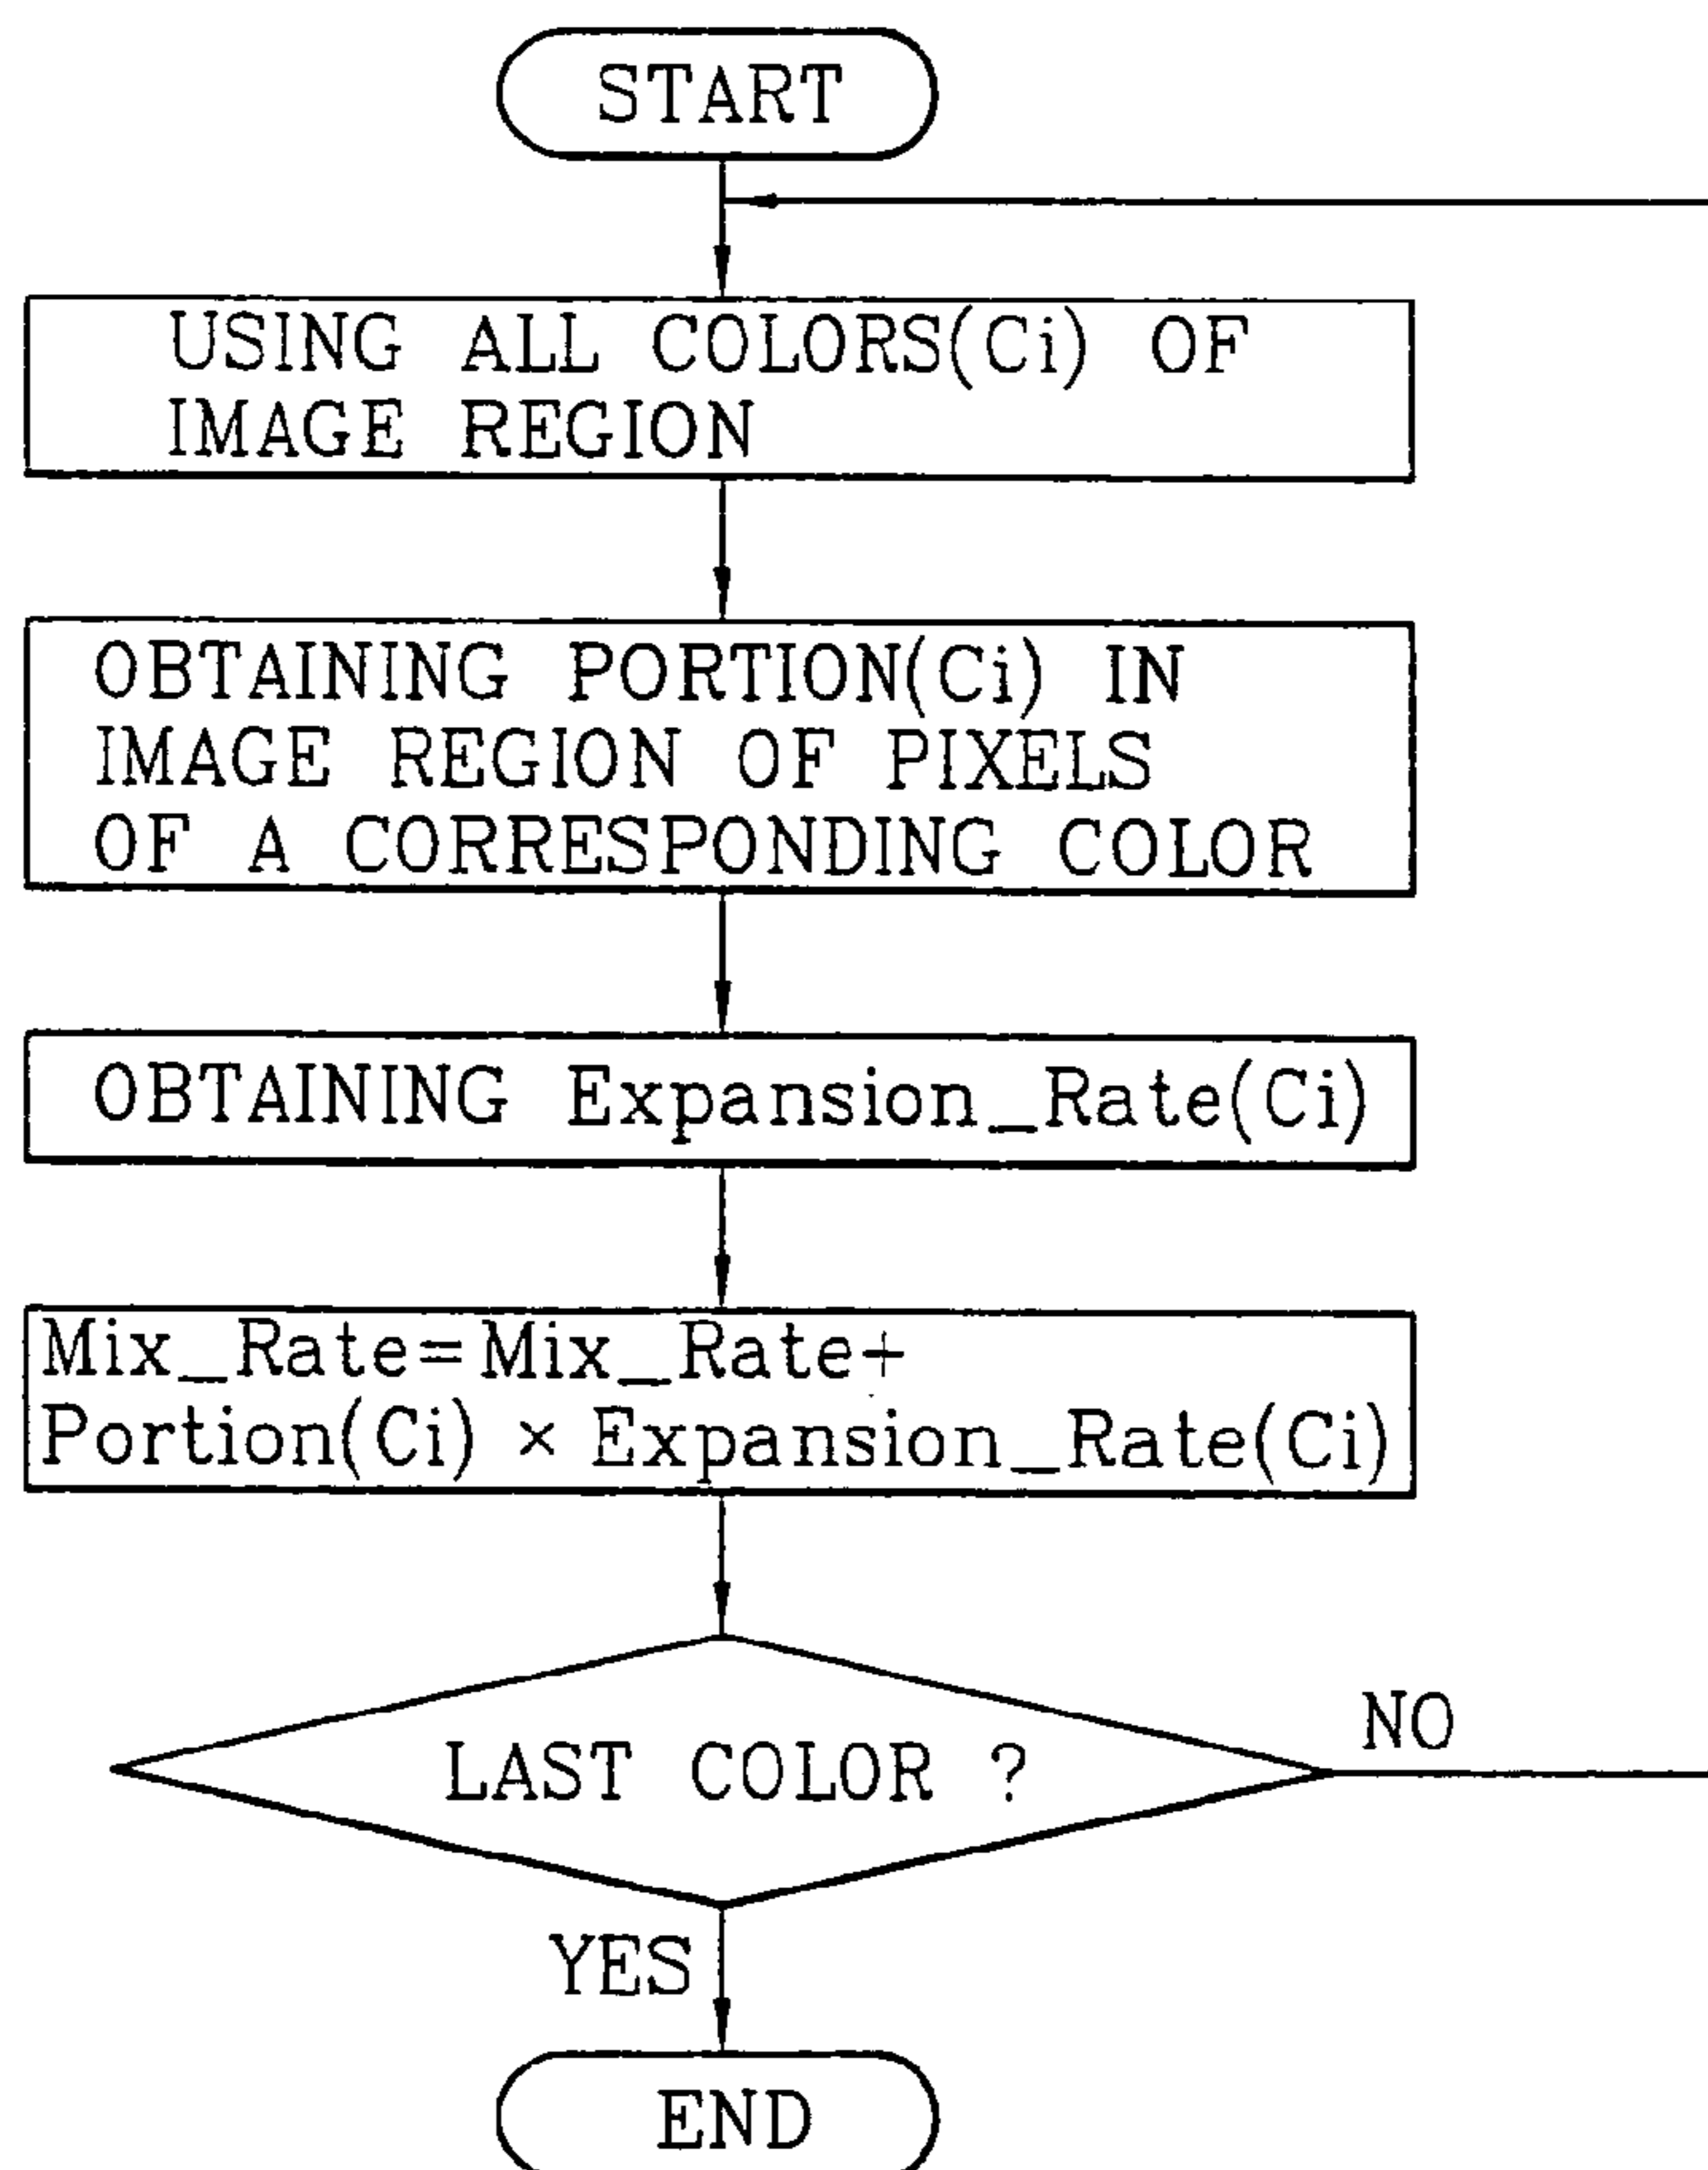 START
USING ALL COLORS(Ci) OF
IMAGE REGION
OBTAINING PORTION(Ci) IN
IMAGE REGION OF PIXELS
OF A CORRESPONDING COLOR
OBTAINING Expansion_Rate(Ci)
Mix_Rate=Mix_Rate+
Portion(Ci) × Expansion_Rate(Ci)
LAST COLOR ?
NO
YES
END